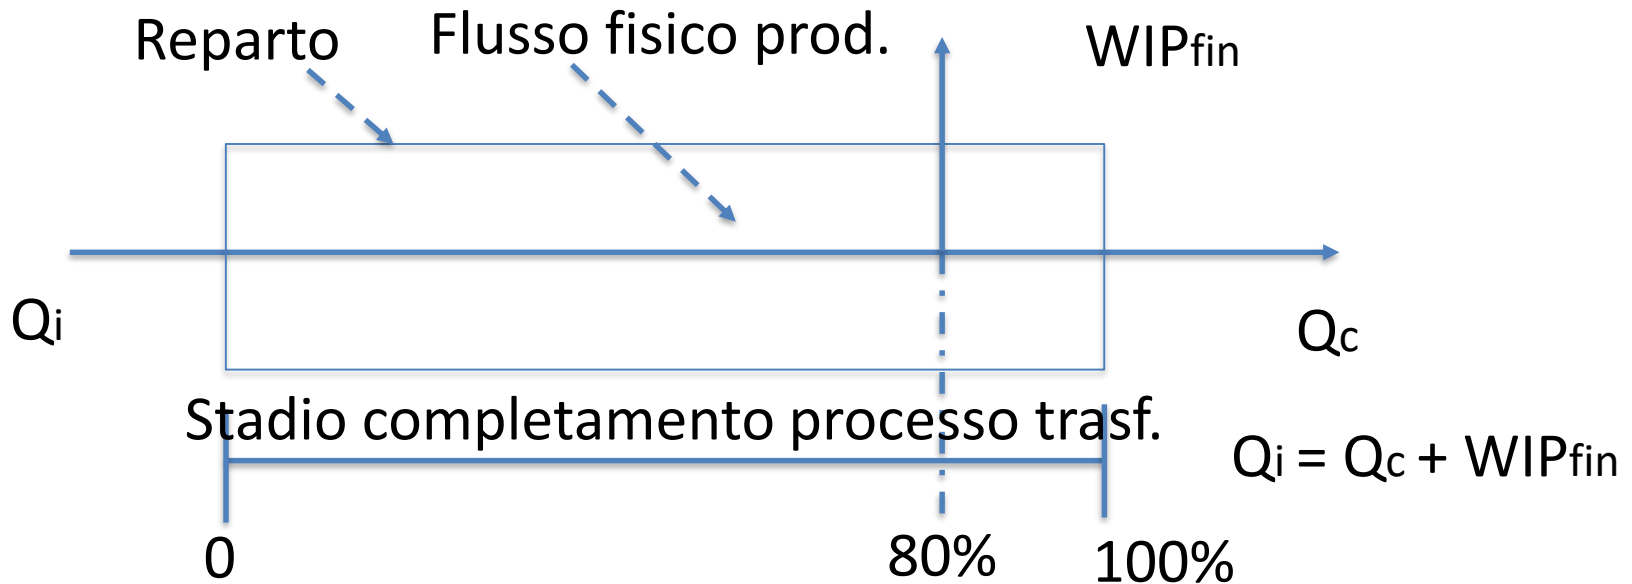 Reparto
Flusso fisico prod.
WIPfin
Qi
Qc
Stadio completamento processo trasf.
Qi = Qc + WIPfin
0
80%
100%